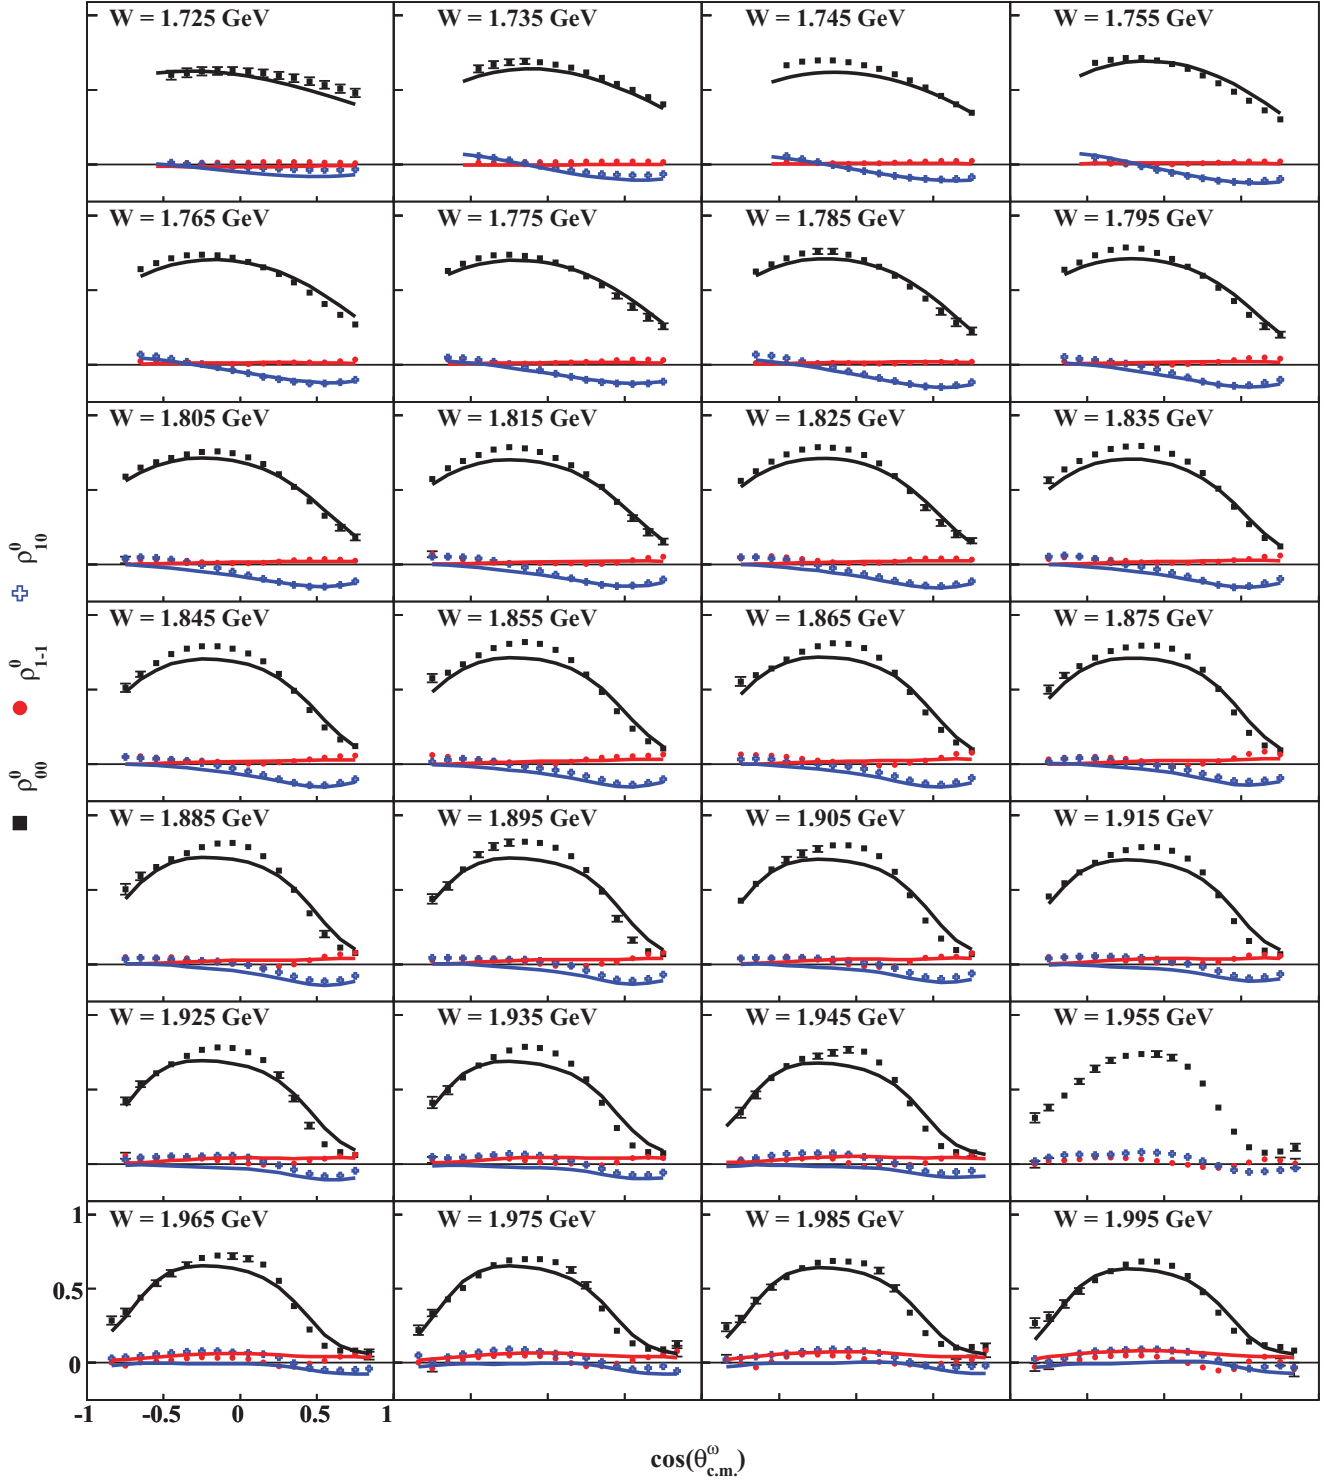 W = 1.725 GeV
W = 1.735 GeV
W = 1.745 GeV
W = 1.755 GeV
W = 1.765 GeV
W = 1.775 GeV
W = 1.785 GeV
W = 1.795 GeV
W = 1.805 GeV
W = 1.815 GeV
W = 1.825 GeV
W = 1.835 GeV
ρ⁰₀₀ ρ⁰₁₋₁ ρ⁰₁₀
W = 1.845 GeV
W = 1.855 GeV
W = 1.865 GeV
W = 1.875 GeV
W = 1.885 GeV
W = 1.895 GeV
W = 1.905 GeV
W = 1.915 GeV
W = 1.925 GeV
W = 1.935 GeV
W = 1.945 GeV
W = 1.955 GeV
W = 1.965 GeV
W = 1.975 GeV
W = 1.985 GeV
W = 1.995 GeV
1
0.5
0
-1 -0.5 0 0.5 1
cos(θ^ω_c.m.)